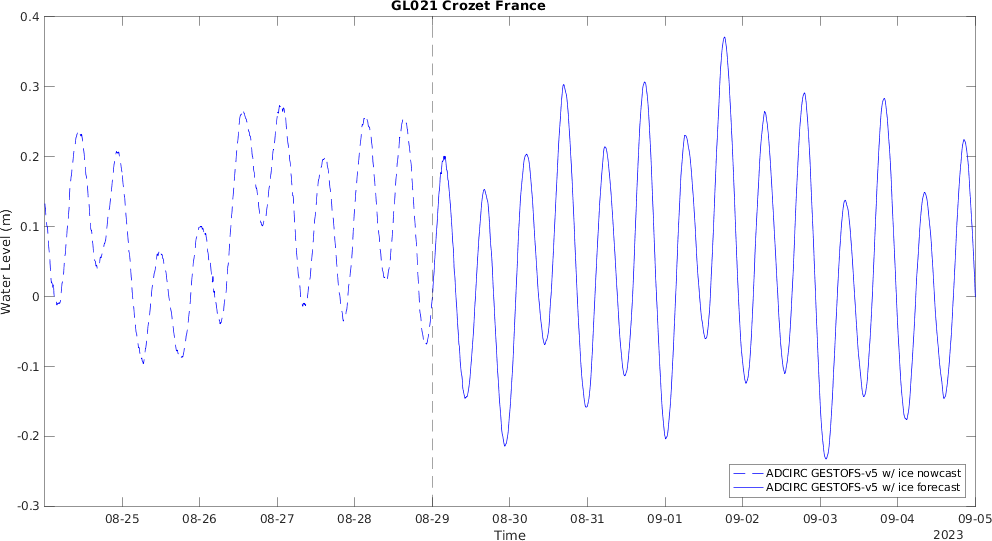 GL021 Crozet France
0.4
0.3
0.2
0.1
0
-0.1
-0.2
-0.3
Water Level (m)
ADCIRC GESTOFS-v5 w/ ice nowcast
ADCIRC GESTOFS-v5 w/ ice forecast
08-25 08-26 08-27 08-28 08-29 08-30 08-31 09-01 09-02 09-03 09-04 09-05
Time
2023